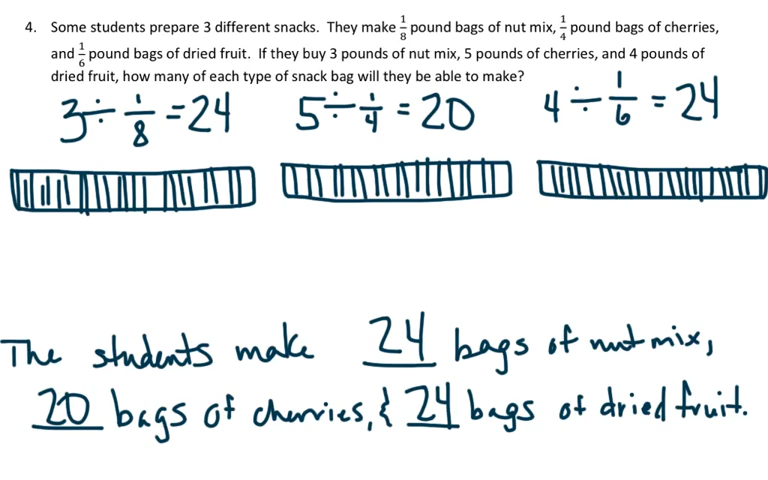 4. Some students prepare 3 different snacks. They make 1/8 pound bags of nut mix, 1/4 pound bags of cherries,
and 1/6 pound bags of dried fruit. If they buy 3 pounds of nut mix, 5 pounds of cherries, and 4 pounds of
dried fruit, how many of each type of snack bag will they be able to make?
3 ÷ 1/8 = 24 5 ÷ 1/4 = 20 4 ÷ 1/6 = 24
The students make 24 bags of nut mix,
20 bags of cherries, & 24 bags of dried fruit.